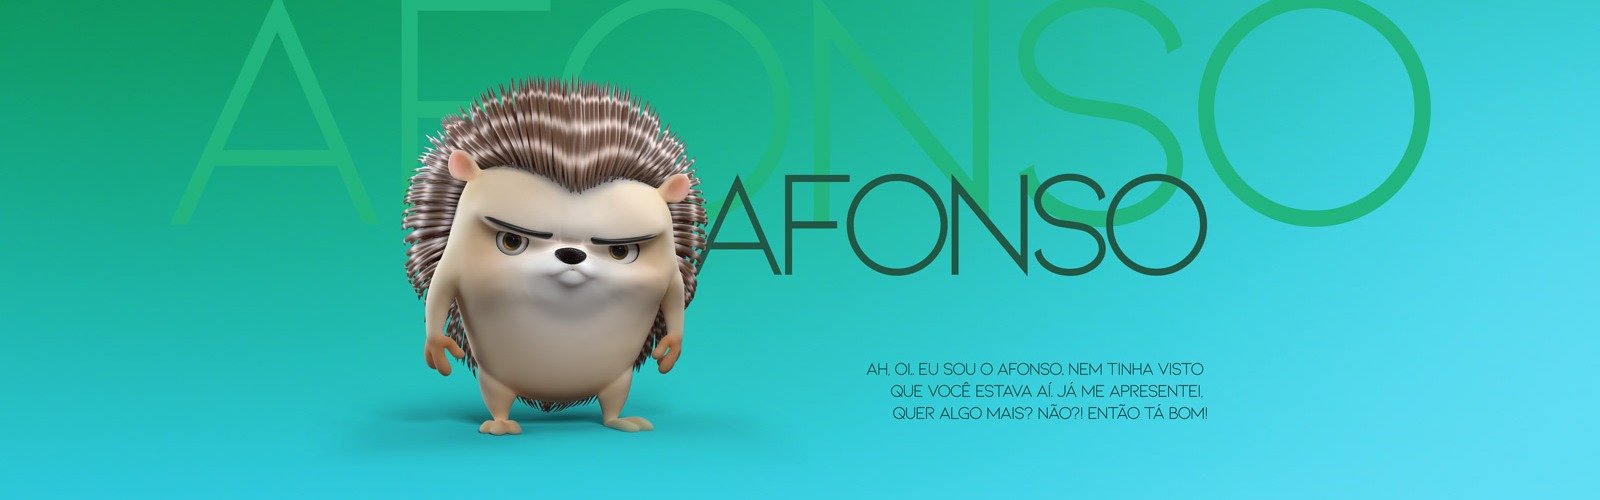 AFONSO
AFONSO
AH, OI. EU SOU O AFONSO. NEM TINHA VISTO
QUE VOCÊ ESTAVA AÍ. JÁ ME APRESENTEI,
QUER ALGO MAIS? NÃO?! ENTÃO TÁ BOM!